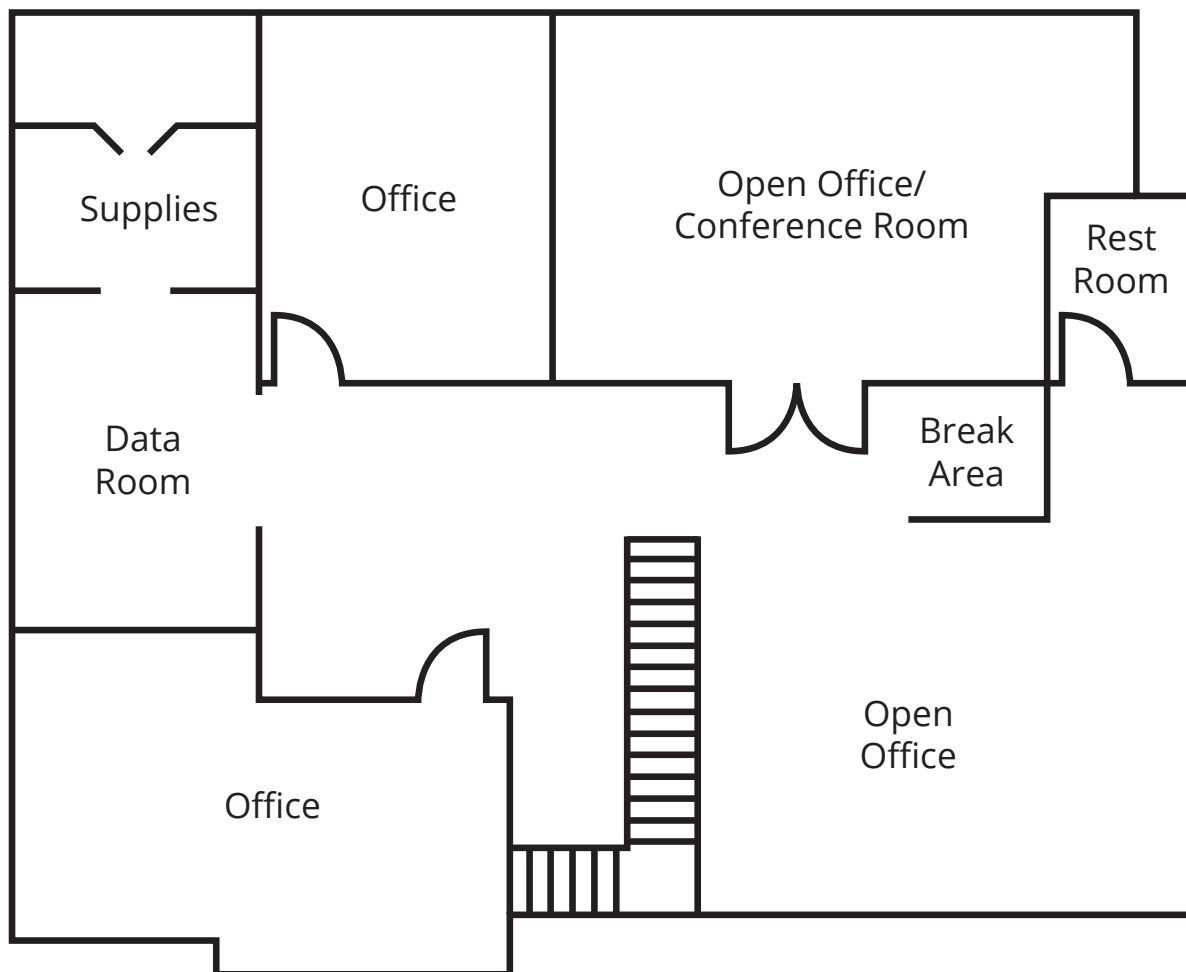 Supplies
Office
Open Office/
Conference Room
Rest
Room
Data
Room
Break
Area
Open
Office
Office